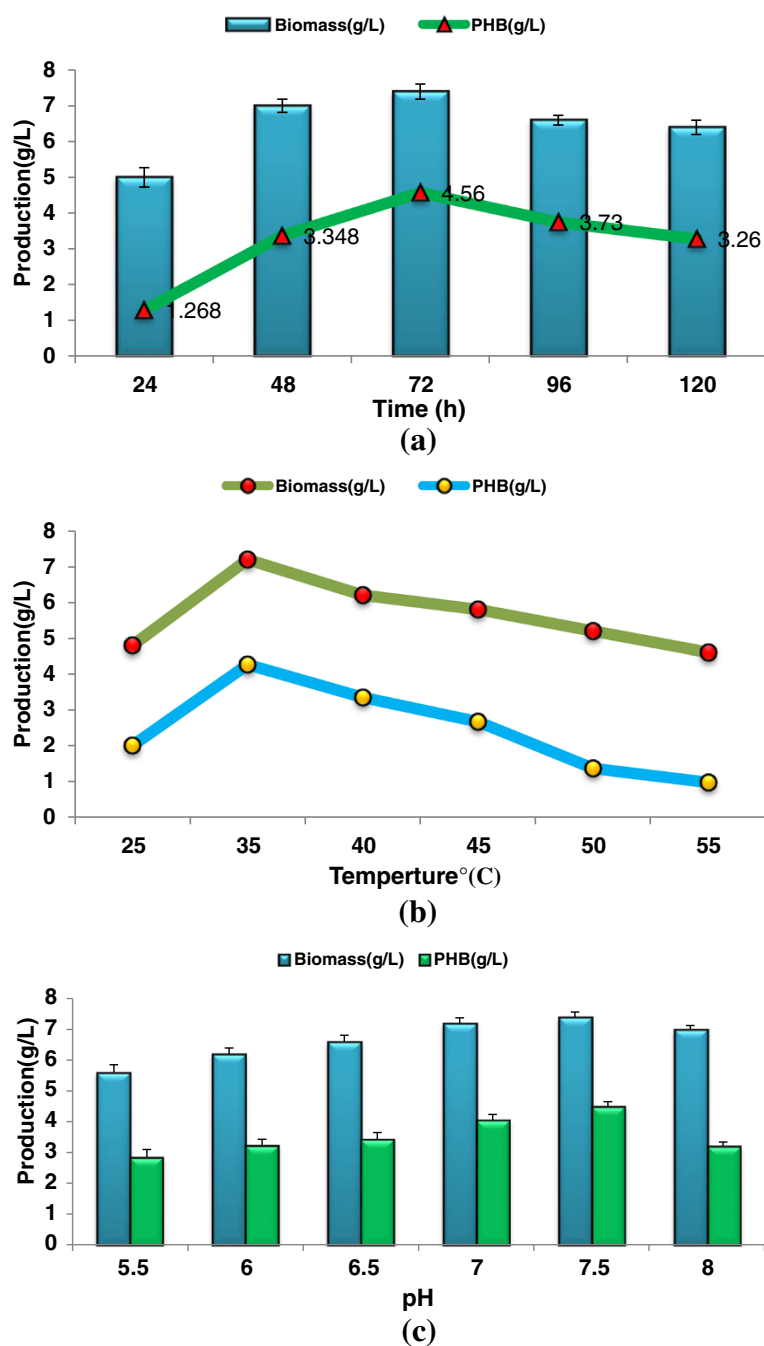 Biomass(g/L) PHB(g/L)
Production(g/L)
8
7
6
5
4
3
2
1
0
1.268
3.348
4.56
3.73
3.26
24 48 72 96 120
Time (h)
(a)
Biomass(g/L) PHB(g/L)
Production(g/L)
8
7
6
5
4
3
2
1
0
25 35 40 45 50 55
Temperture°(C)
(b)
Biomass(g/L) PHB(g/L)
Production(g/L)
8
7
6
5
4
3
2
1
0
5.5 6 6.5 7 7.5 8
pH
(c)